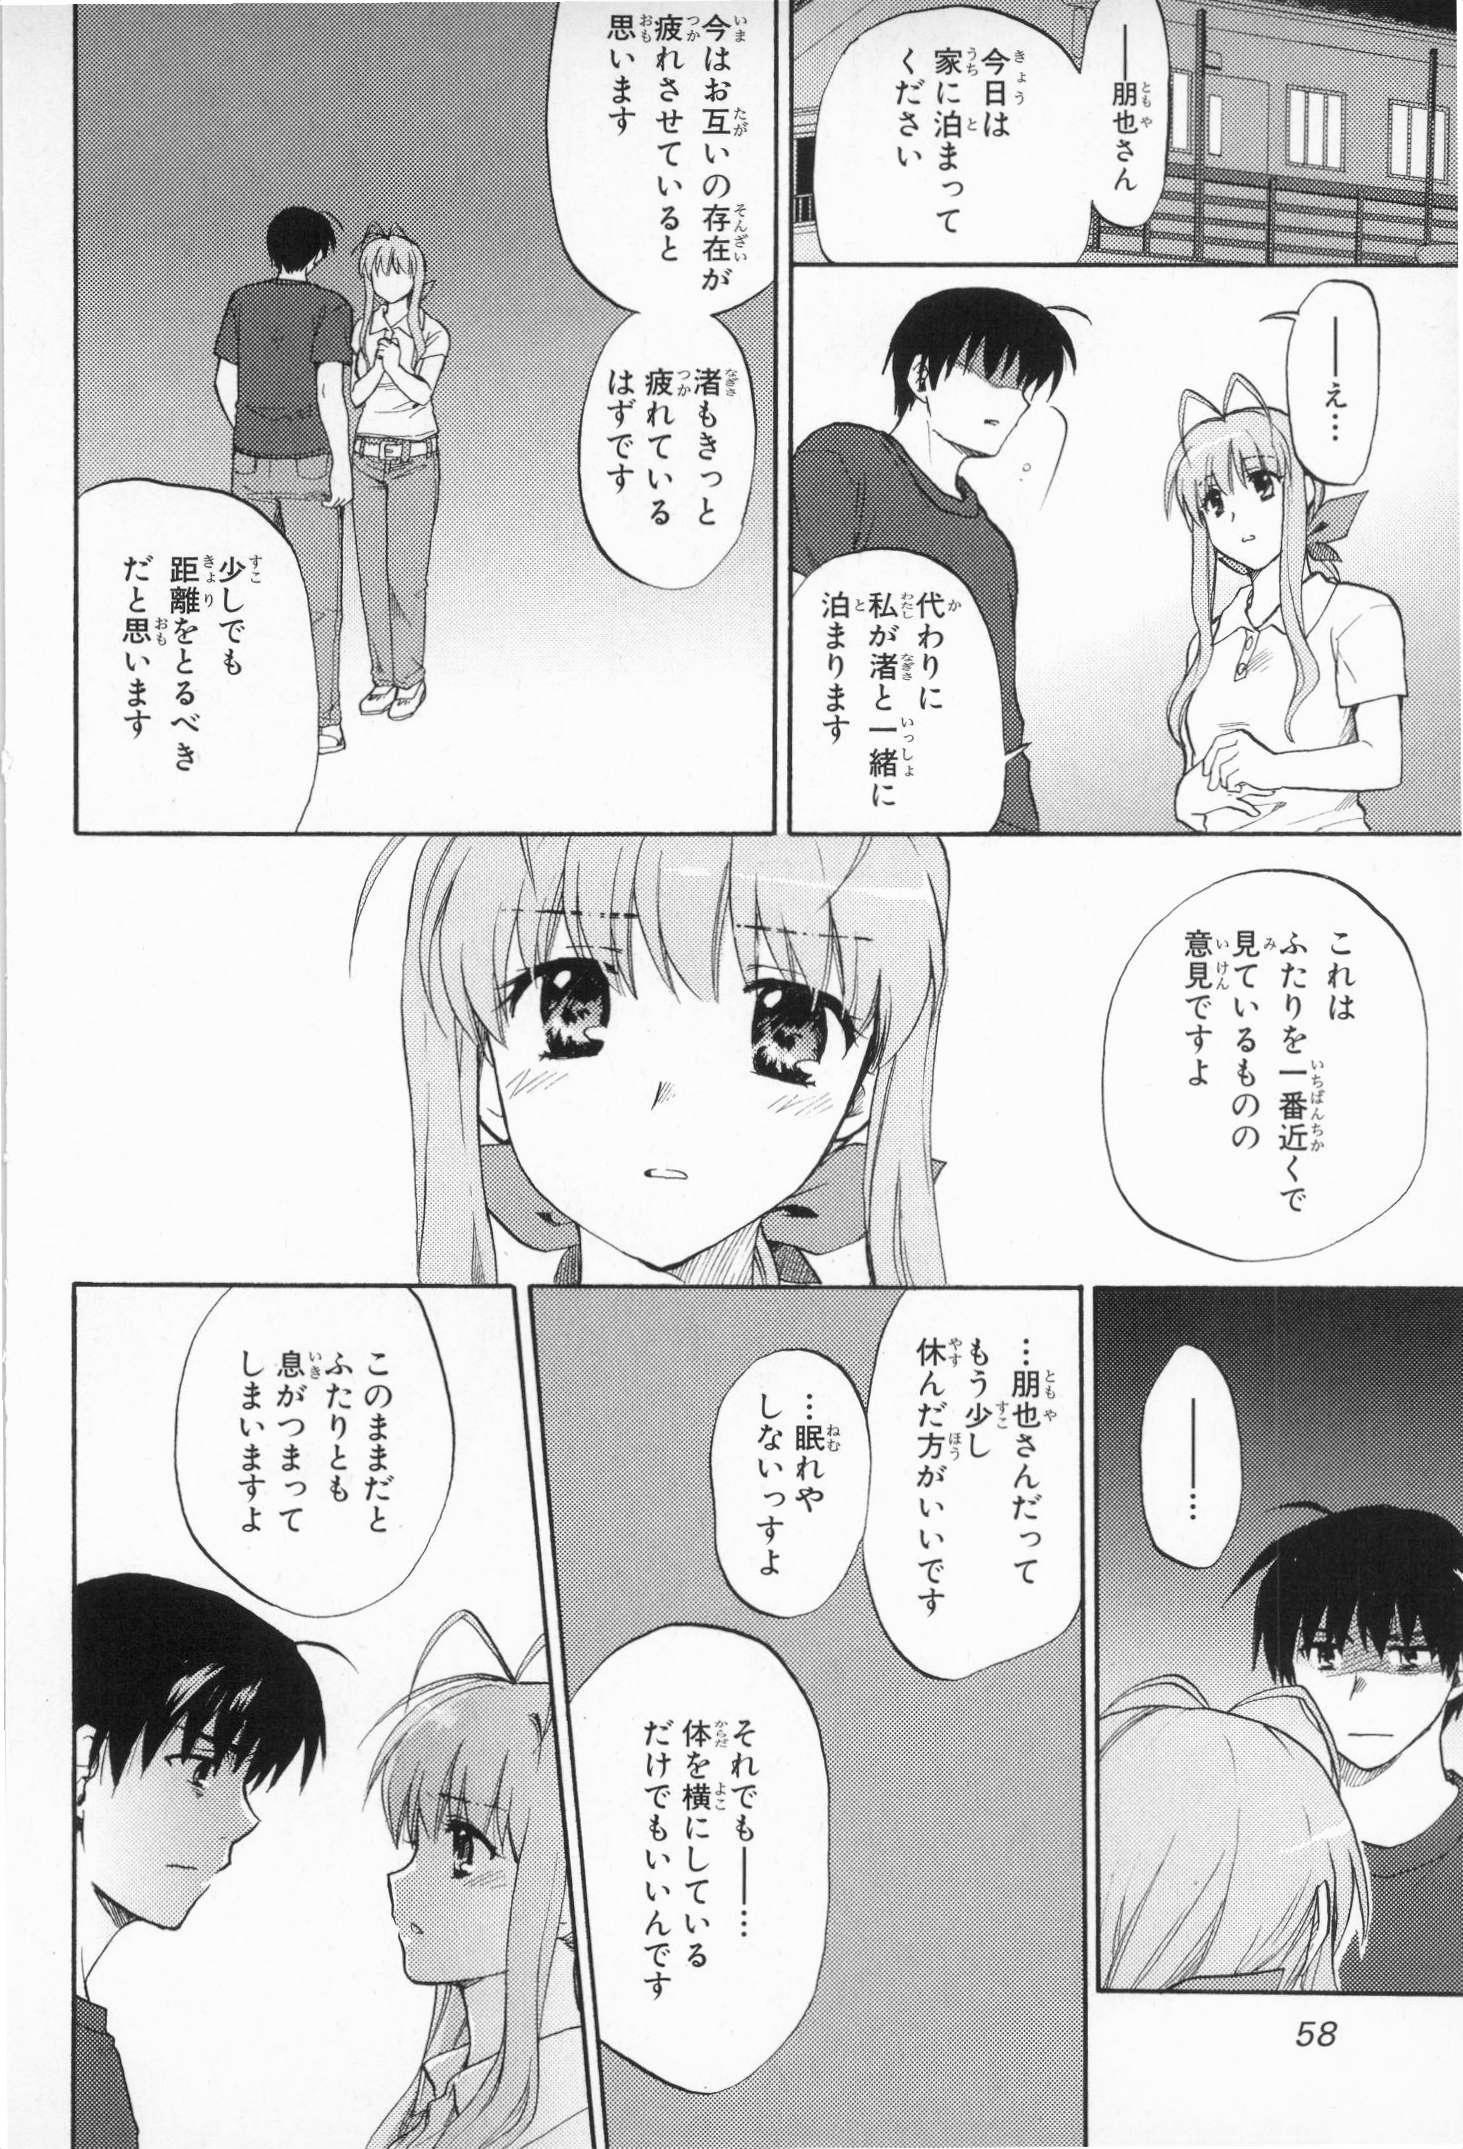 ――朋也さん
今日は
家に泊まって
ください
――え…
代わりに
私が渚と一緒に
泊まります
今はお互いの存在が
疲れさせていると
思います
渚もきっと
疲れている
はずです
少しでも
距離をとるべき
だと思います
これは
ふたりを一番近くで
見ているものの
意見ですよ
――…
…朋也さんだって
もう少し
休んだ方がいいです
…眠れや
しないっすよ
それでも――…
体を横にしている
だけでもいいんです
このままだと
ふたりとも
息がつまって
しまいますよ
58